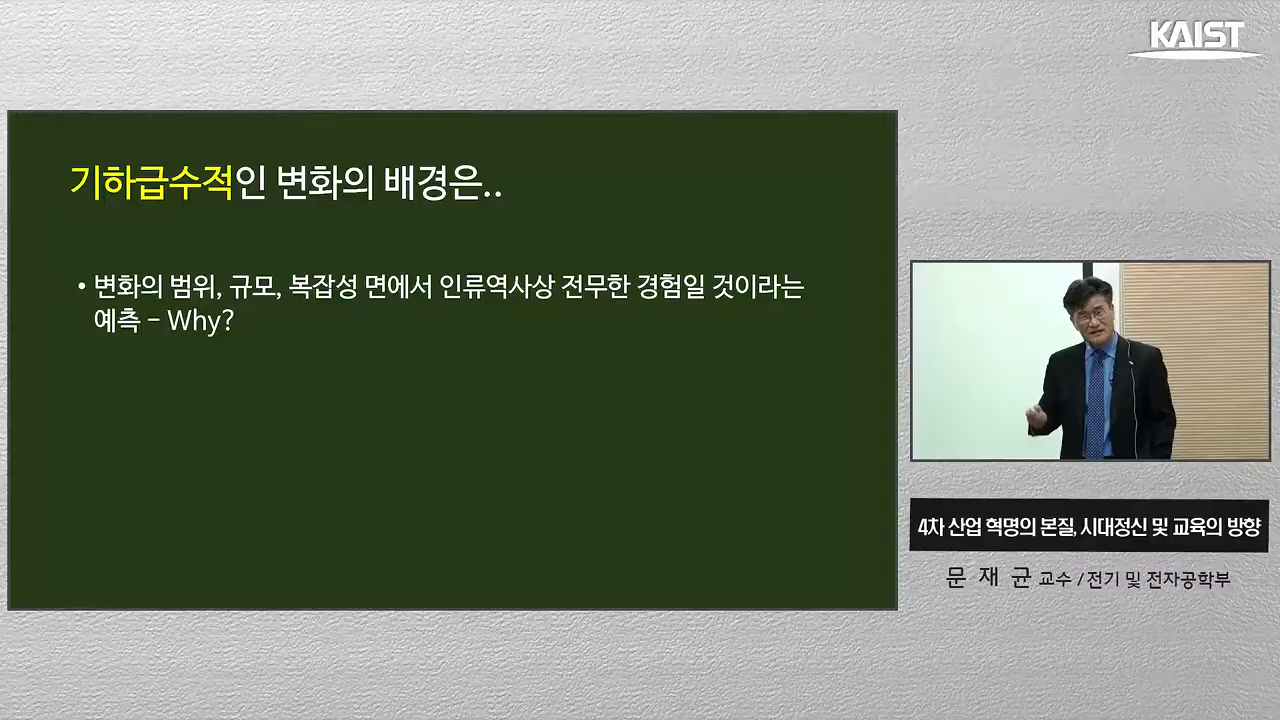 KAIST
기하급수적인 변화의 배경은..
• 변화의 범위, 규모, 복잡성 면에서 인류역사상 전무한 경험일 것이라는
예측 – Why?
4차 산업 혁명의 본질, 시대정신 및 교육의 방향
문 재 균 교수 / 전기 및 전자공학부